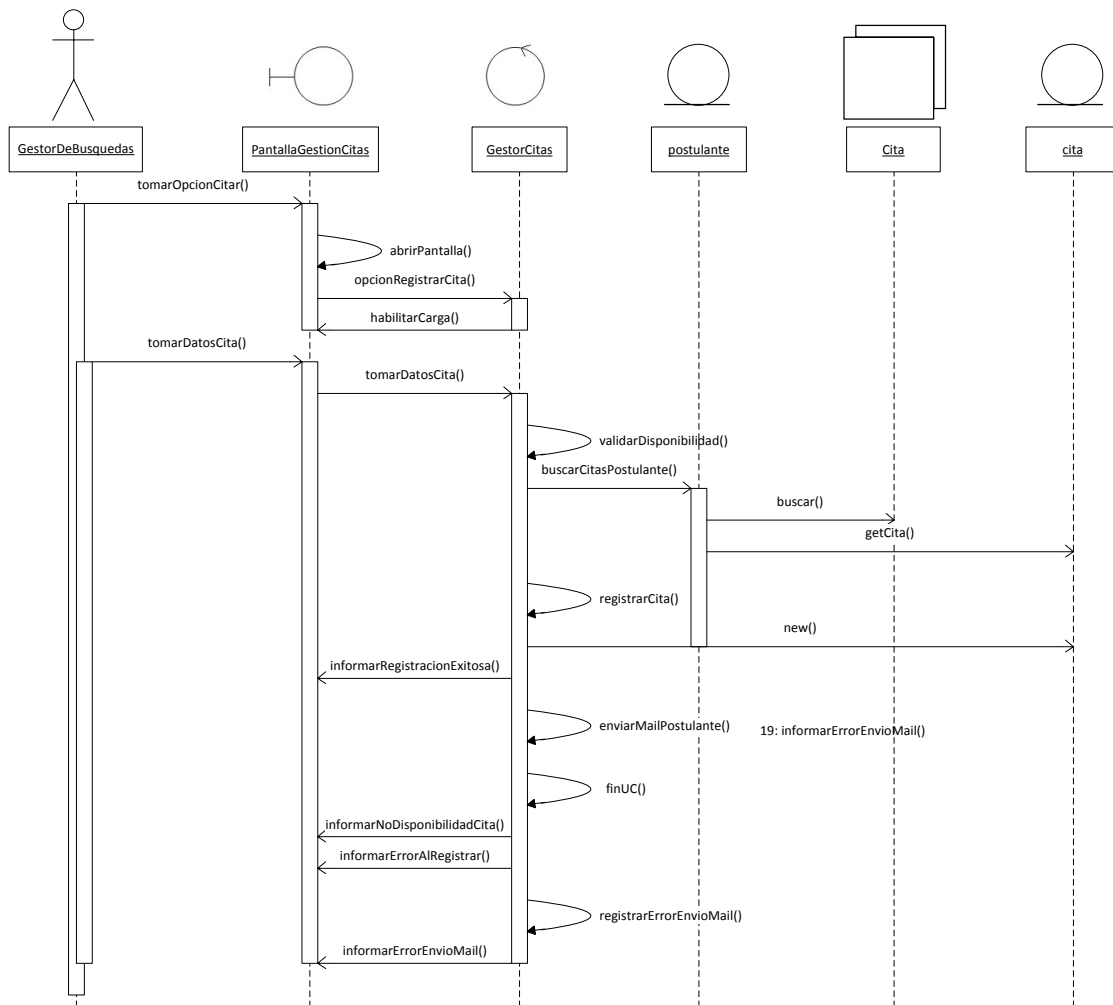 GestorDeBusquedas
PantallaGestionCitas
GestorCitas
postulante
Cita
cita
tomarOpcionCitar()
abrirPantalla()
opcionRegistrarCita()
habilitarCarga()
tomarDatosCita()
tomarDatosCita()
validarDisponibilidad()
buscarCitasPostulante()
buscar()
getCita()
registrarCita()
new()
informarRegistracionExitosa()
enviarMailPostulante()
19: informarErrorEnvioMail()
finUC()
informarNoDisponibilidadCita()
informarErrorAlRegistrar()
registrarErrorEnvioMail()
informarErrorEnvioMail()